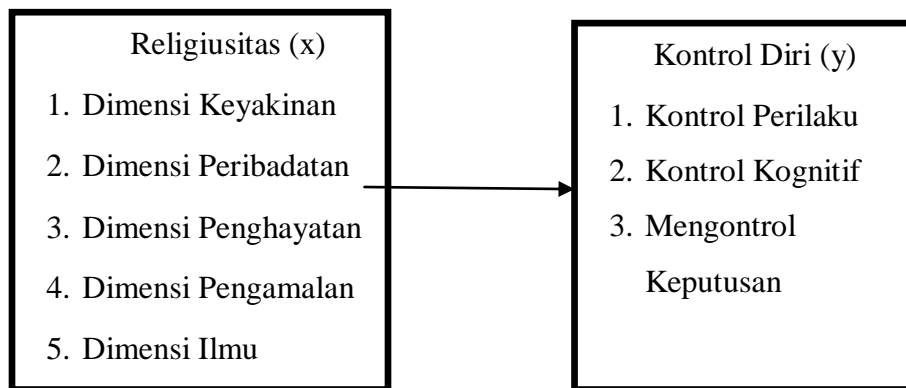 Religiusitas (x)
1. Dimensi Keyakinan
2. Dimensi Peribadatan
3. Dimensi Penghayatan
4. Dimensi Pengamalan
5. Dimensi Ilmu
Kontrol Diri (y)
1. Kontrol Perilaku
2. Kontrol Kognitif
3. Mengontrol
Keputusan